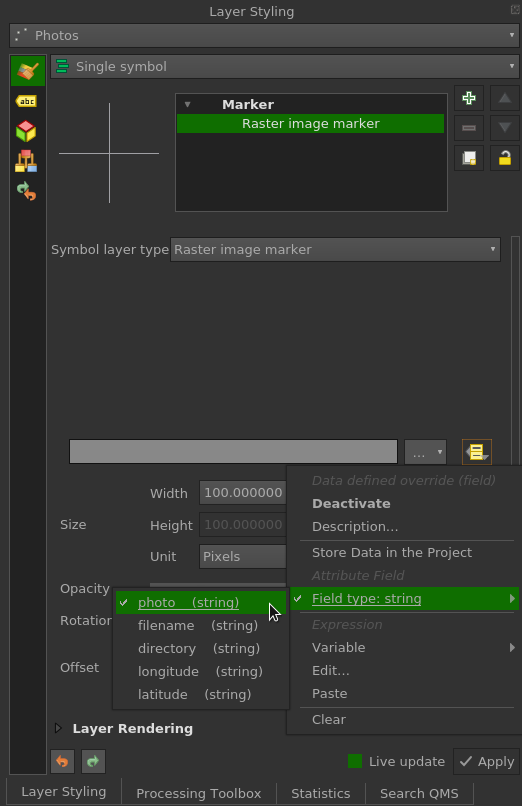 Layer Styling
Photos
abc
Single symbol
Marker
Raster image marker
Symbol layer type Raster image marker
...
Data defined override (field)
Deactivate
Description...
Store Data in the Project
Attribute Field
Field type: string
Expression
Variable
Edit...
Paste
Clear
Width 100.000000
Size
Height 100.000000
Unit Pixels
Opacity
Rotation
Offset
photo (string)
filename (string)
directory (string)
longitude (string)
latitude (string)
Layer Rendering
Live update
Apply
Layer Styling
Processing Toolbox
Statistics
Search QMS